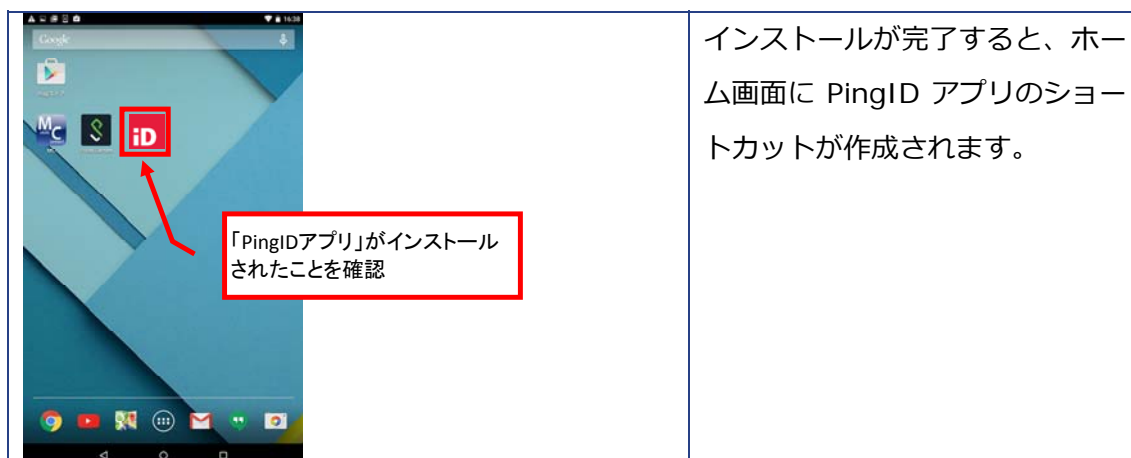 16:38
Google
MC
iD
「PingIDアプリ」がインストール
されたことを確認
インストールが完了すると、ホー
ム画面に PingID アプリのショー
トカットが作成されます。